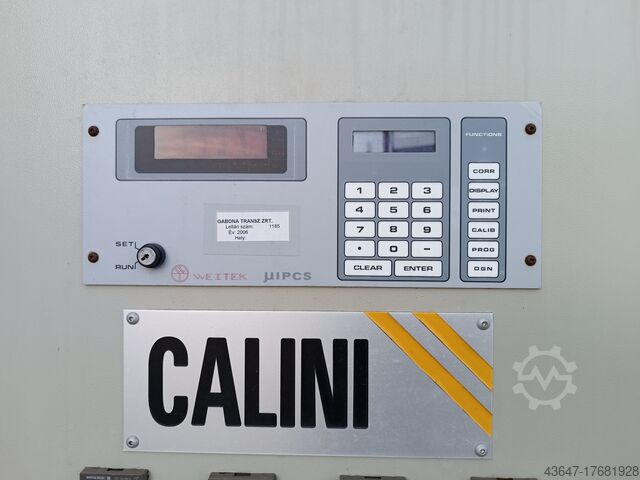 FUNCTIONS
CORR
DISPLAY
PRINT
CALIB
PROG
DGN
1 2 3
4 5 6
7 8 9
• 0 –
CLEAR ENTER
GABONA TRANSZ ZRT.
Leltári szám: 1185
Év: 2006
Hely:
SET
RUN
WEITEK µIPCS
CALINI
43647-17681928